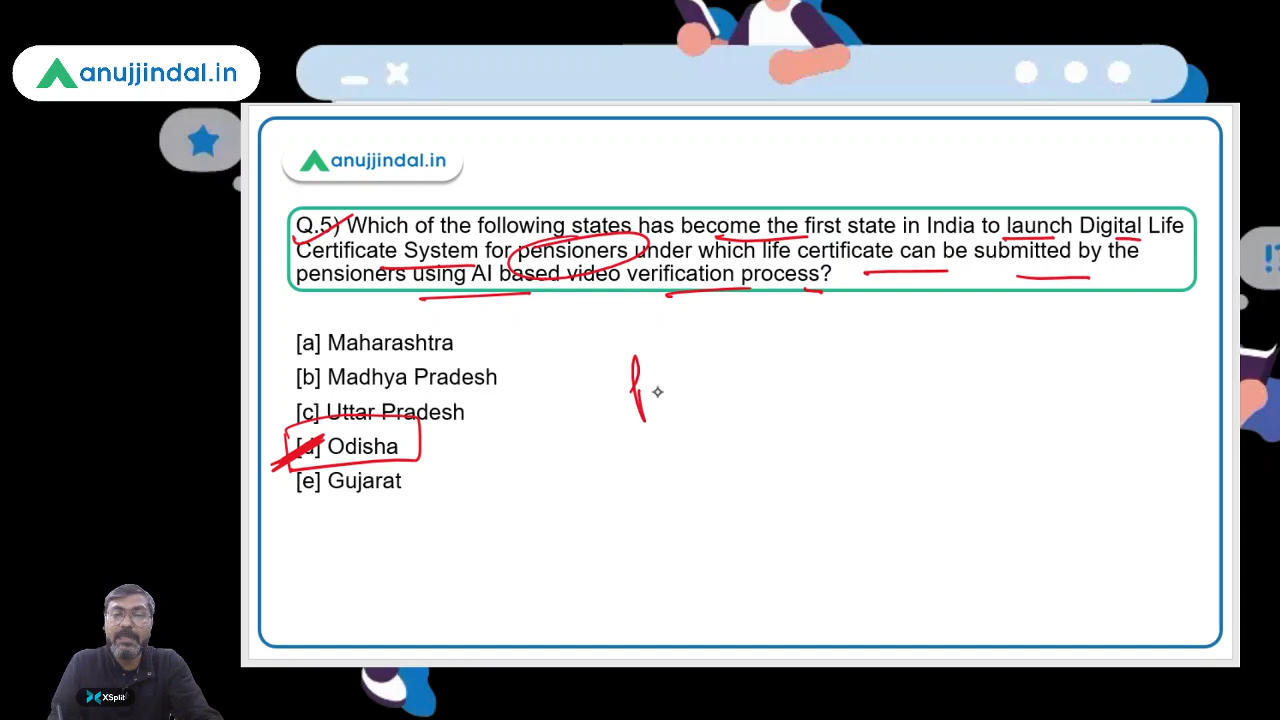 anujjindal.in
anujjindal.in
Q.5) Which of the following states has become the first state in India to launch Digital Life
Certificate System for pensioners under which life certificate can be submitted by the
pensioners using AI based video verification process?
[a] Maharashtra
[b] Madhya Pradesh
[c] Uttar Pradesh
[d] Odisha
[e] Gujarat
XSplit